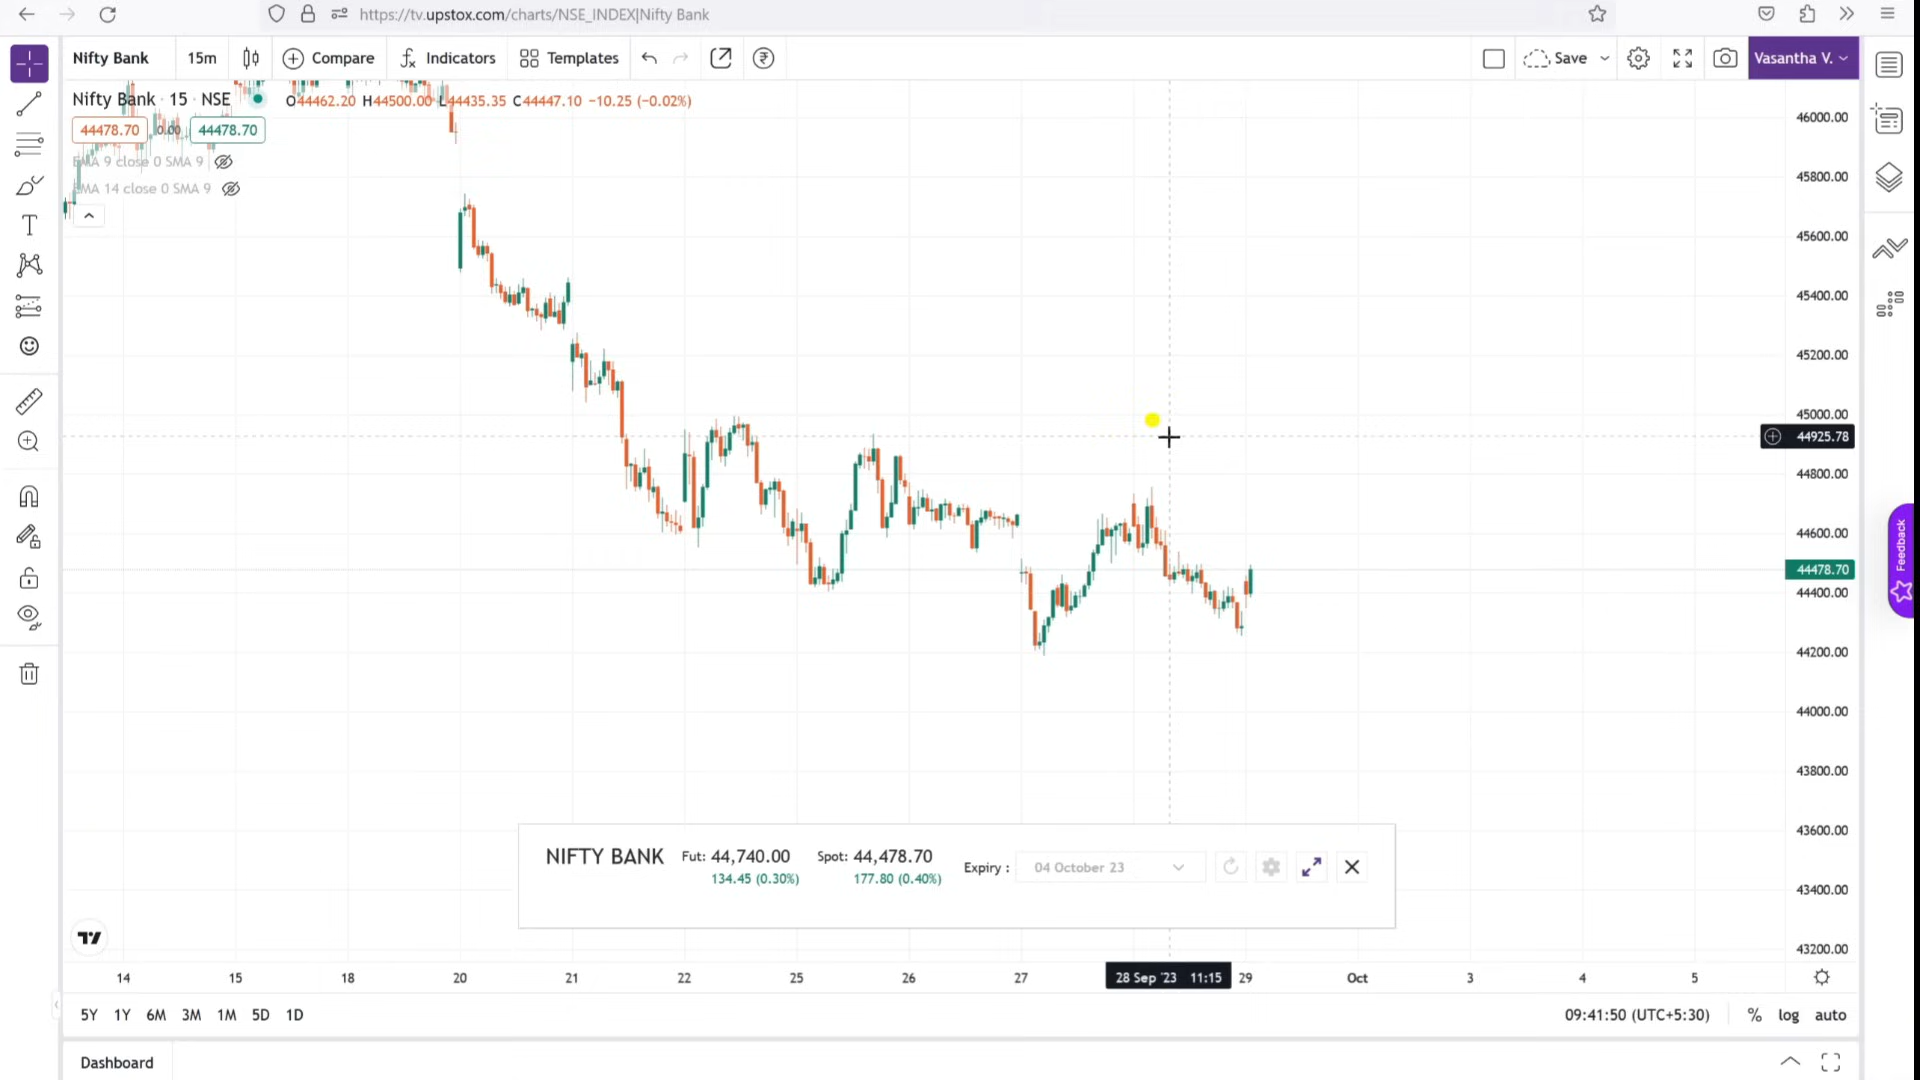 https://tv.upstox.com/charts/NSE_INDEX|Nifty Bank
Nifty Bank 15m Compare Indicators Templates Save Vasantha V.
Nifty Bank · 15 · NSE O44462.20 H44500.00 L44435.35 C44447.10 −10.25 (−0.02%)
44478.70 0.00 44478.70
EMA 9 close 0 SMA 9
EMA 14 close 0 SMA 9
46000.00
45800.00
45600.00
45400.00
45200.00
45000.00
44925.78
44800.00
44600.00
44478.70
44400.00
44200.00
44000.00
43800.00
43600.00
43400.00
43200.00
Feedback
NIFTY BANK Fut: 44,740.00 Spot: 44,478.70 Expiry : 04 October 23
134.45 (0.30%) 177.80 (0.40%)
14 15 18 20 21 22 25 26 27 28 Sep '23 11:15 29 Oct 3 4 5
5Y 1Y 6M 3M 1M 5D 1D 09:41:50 (UTC+5:30) % log auto
Dashboard